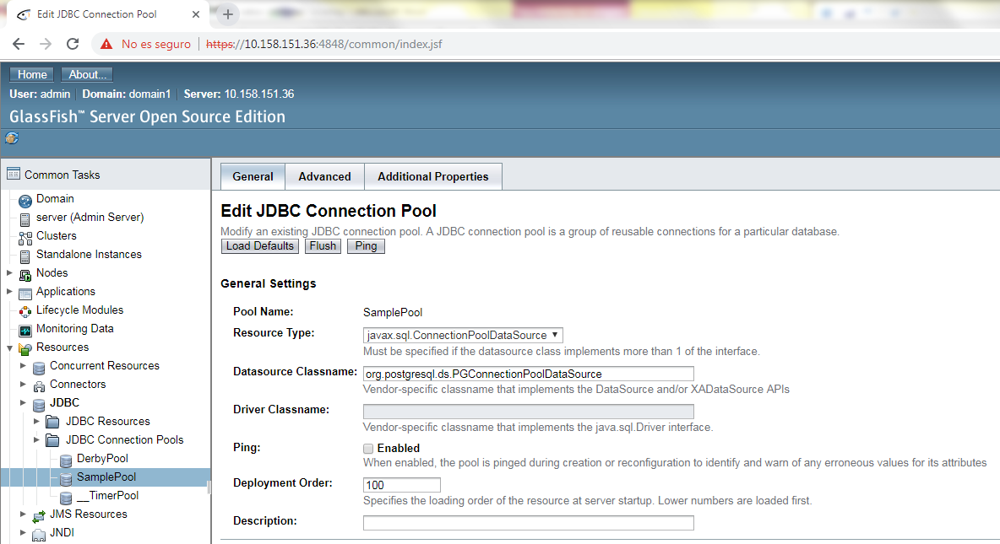 Edit JDBC Connection Pool
No es seguro https://10.158.151.36:4848/common/index.jsf
Home About...
User: admin Domain: domain1 Server: 10.158.151.36
GlassFish™ Server Open Source Edition
Common Tasks
Domain
server (Admin Server)
Clusters
Standalone Instances
Nodes
Applications
Lifecycle Modules
Monitoring Data
Resources
Concurrent Resources
Connectors
JDBC
JDBC Resources
JDBC Connection Pools
DerbyPool
SamplePool
__TimerPool
JMS Resources
JNDI
General Advanced Additional Properties
Edit JDBC Connection Pool
Modify an existing JDBC connection pool. A JDBC connection pool is a group of reusable connections for a particular database.
Load Defaults Flush Ping
General Settings
Pool Name: SamplePool
Resource Type: javax.sql.ConnectionPoolDataSource
Must be specified if the datasource class implements more than 1 of the interface.
Datasource Classname: org.postgresql.ds.PGConnectionPoolDataSource
Vendor-specific classname that implements the DataSource and/or XADataSource APIs
Driver Classname:
Vendor-specific classname that implements the java.sql.Driver interface.
Ping: Enabled
When enabled, the pool is pinged during creation or reconfiguration to identify and warn of any erroneous values for its attributes
Deployment Order: 100
Specifies the loading order of the resource at server startup. Lower numbers are loaded first.
Description: